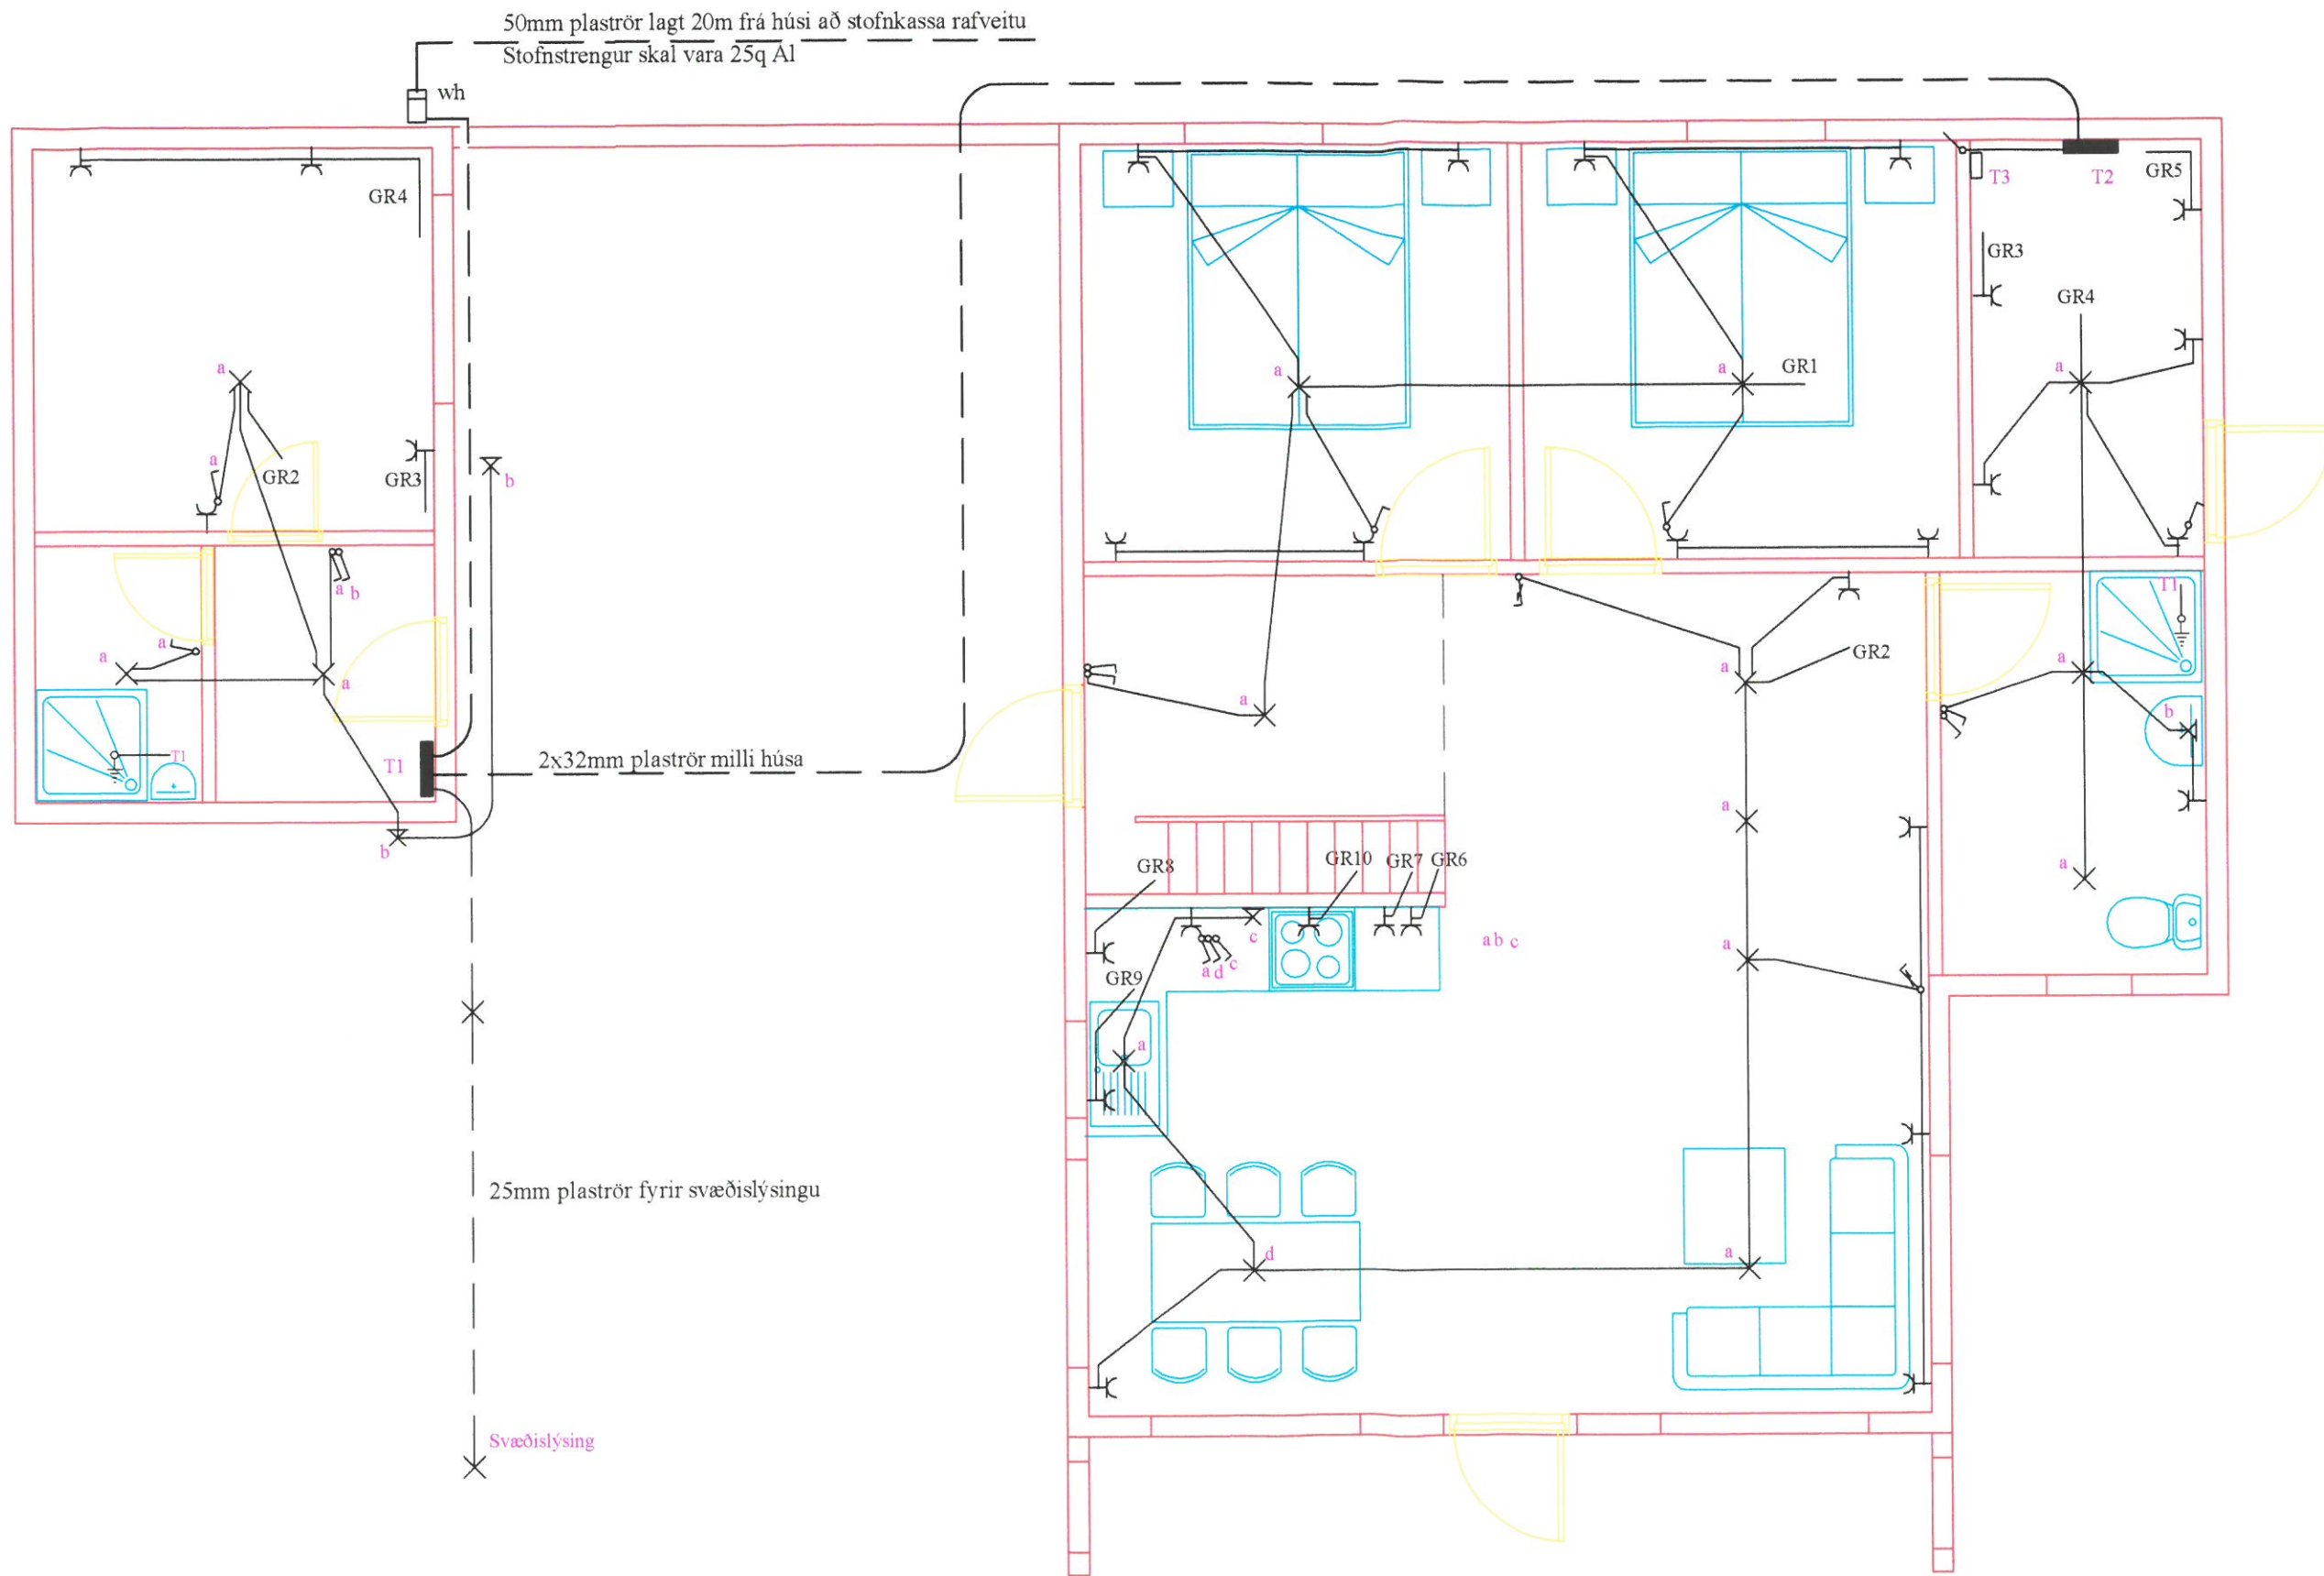 50mm plaströr lagt 20m frá húsi að stofnkassa rafveitu
Stofnstrengur skal vara 25q Al
wh
GR4
T3
T2
GR5
GR3
GR4
a
a
a
GR1
a
a
GR2
GR3
b
a b
T1
a
a
a
a
a
GR2
a
b
T1
T1
2x32mm plaströr milli húsa
a
b
GR8
GR10
GR7
GR6
a
c
a d c
a b c
a
GR9
a
25mm plaströr fyrir svæðislýsingu
d
a
Svæðislýsing